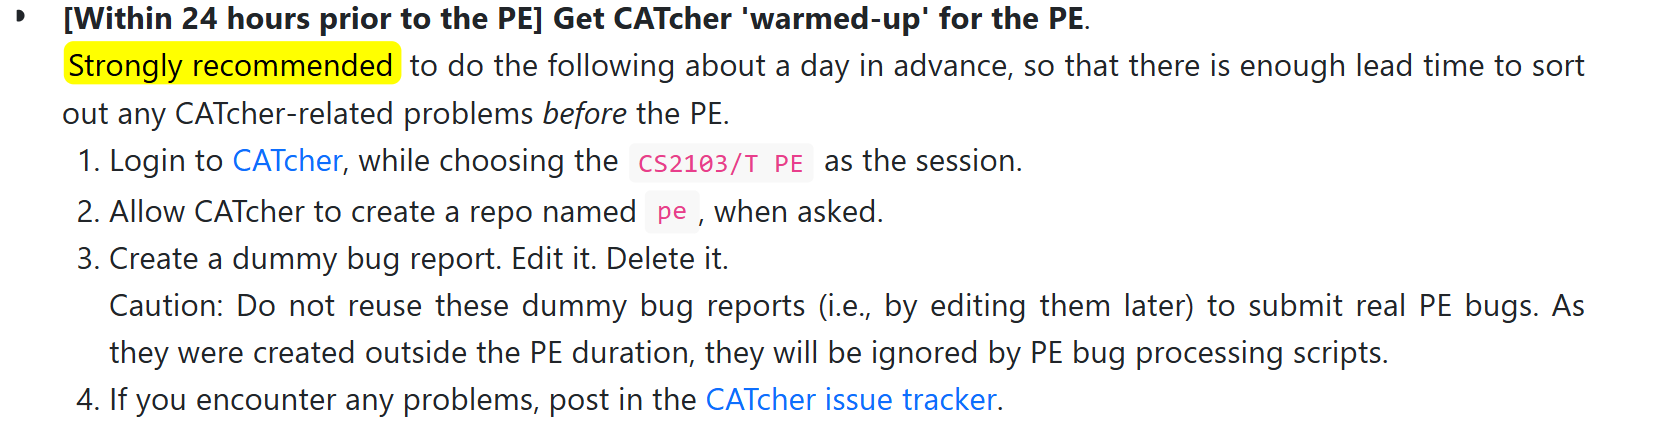 [Within 24 hours prior to the PE] Get CATcher 'warmed-up' for the PE.
Strongly recommended to do the following about a day in advance, so that there is enough lead time to sort
out any CATcher-related problems before the PE.
1. Login to CATcher, while choosing the CS2103/T PE as the session.
2. Allow CATcher to create a repo named pe, when asked.
3. Create a dummy bug report. Edit it. Delete it.
Caution: Do not reuse these dummy bug reports (i.e., by editing them later) to submit real PE bugs. As
they were created outside the PE duration, they will be ignored by PE bug processing scripts.
4. If you encounter any problems, post in the CATcher issue tracker.